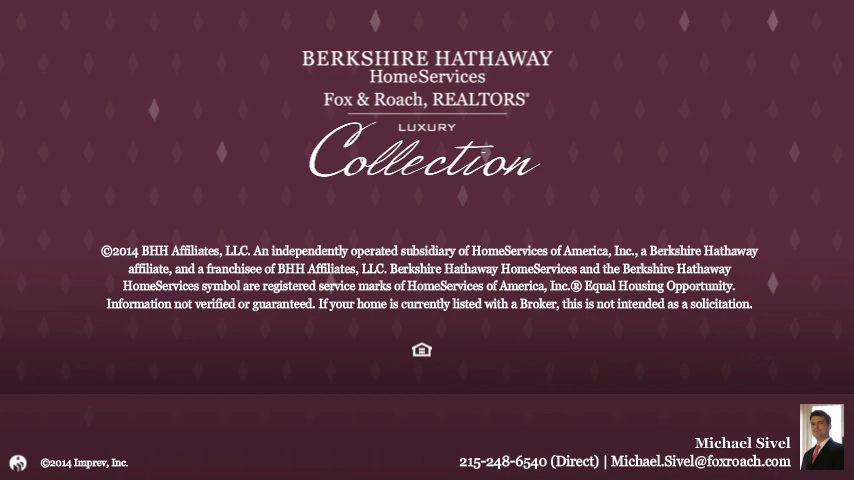 BERKSHIRE HATHAWAY
HomeServices
Fox & Roach, REALTORS®
LUXURY
Collection
©2014 BHH Affiliates, LLC. An independently operated subsidiary of HomeServices of America, Inc., a Berkshire Hathaway
affiliate, and a franchisee of BHH Affiliates, LLC. Berkshire Hathaway HomeServices and the Berkshire Hathaway
HomeServices symbol are registered service marks of HomeServices of America, Inc.® Equal Housing Opportunity.
Information not verified or guaranteed. If your home is currently listed with a Broker, this is not intended as a solicitation.
Michael Sivel
215-248-6540 (Direct) | Michael.Sivel@foxroach.com
©2014 Imprev, Inc.